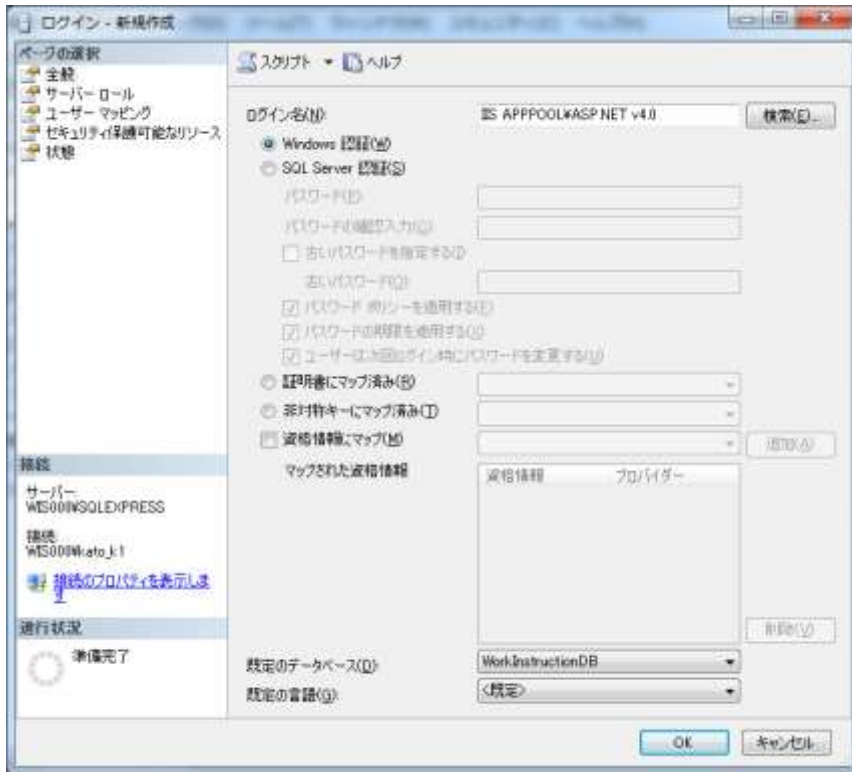 ログイン - 新規作成
ページの選択
全般
サーバー ロール
ユーザー マッピング
セキュリティ保護可能なリソース
状態
スクリプト
ヘルプ
ログイン名(N):
IIS APPPOOL¥ASP.NET v4.0
検索(E)...
Windows 認証(W)
SQL Server 認証(S)
パスワード(P):
パスワードの確認入力(C):
古いパスワードを指定する(I)
古いパスワード(O):
パスワード ポリシーを適用する(F)
パスワードの期限を適用する(X)
ユーザーは次回ログイン時にパスワードを変更する(U)
証明書にマップ済み(R)
非対称キーにマップ済み(T)
資格情報にマップ(M)
追加(A)
マップされた資格情報
資格情報
プロバイダー
削除(V)
既定のデータベース(D):
WorkInstructionDB
既定の言語(G):
<既定>
接続
サーバー:
WIS000¥SQLEXPRESS
接続:
WIS000¥kato_k1
接続のプロパティを表示しま
す
進行状況
準備完了
OK
キャンセル